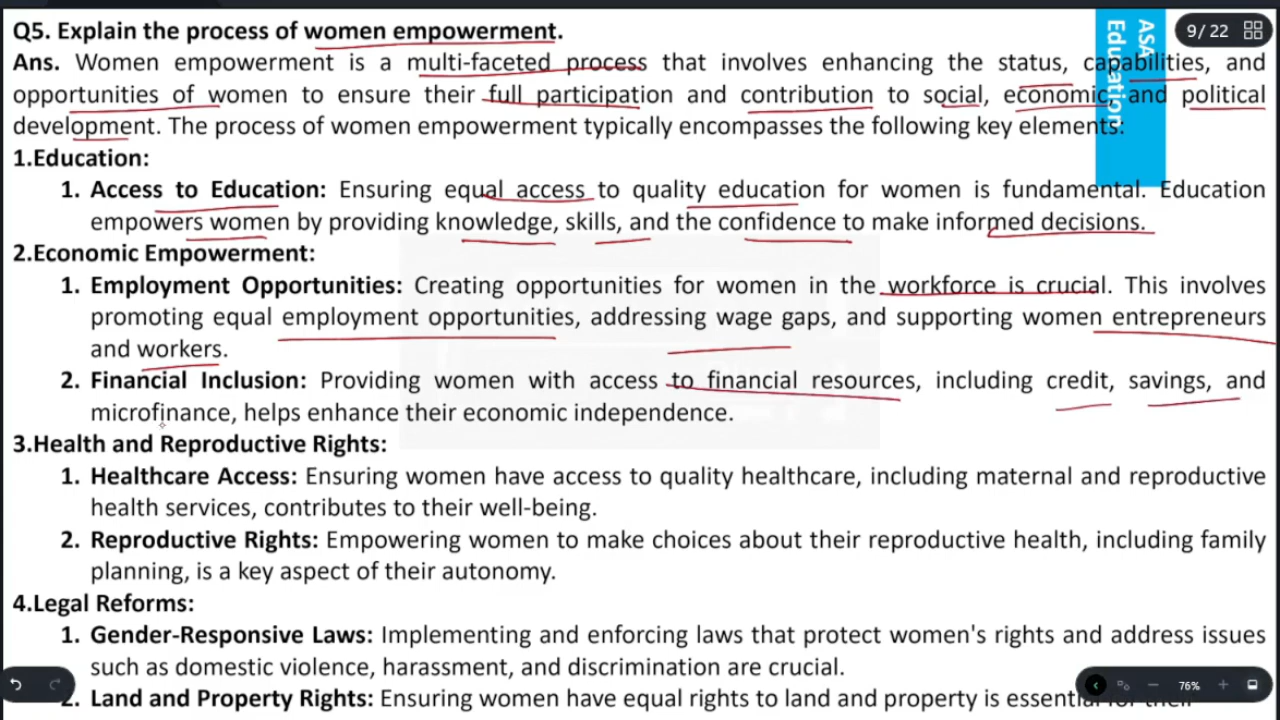 Q5. Explain the process of women empowerment.
Ans. Women empowerment is a multi-faceted process that involves enhancing the status, capabilities, and
opportunities of women to ensure their full participation and contribution to social, economic, and political
development. The process of women empowerment typically encompasses the following key elements:
1.Education:
1. Access to Education: Ensuring equal access to quality education for women is fundamental. Education
empowers women by providing knowledge, skills, and the confidence to make informed decisions.
2.Economic Empowerment:
1. Employment Opportunities: Creating opportunities for women in the workforce is crucial. This involves
promoting equal employment opportunities, addressing wage gaps, and supporting women entrepreneurs
and workers.
2. Financial Inclusion: Providing women with access to financial resources, including credit, savings, and
microfinance, helps enhance their economic independence.
3.Health and Reproductive Rights:
1. Healthcare Access: Ensuring women have access to quality healthcare, including maternal and reproductive
health services, contributes to their well-being.
2. Reproductive Rights: Empowering women to make choices about their reproductive health, including family
planning, is a key aspect of their autonomy.
4.Legal Reforms:
1. Gender-Responsive Laws: Implementing and enforcing laws that protect women's rights and address issues
such as domestic violence, harassment, and discrimination are crucial.
2. Land and Property Rights: Ensuring women have equal rights to land and property is essential for their
ASA
Education
9/22
76%